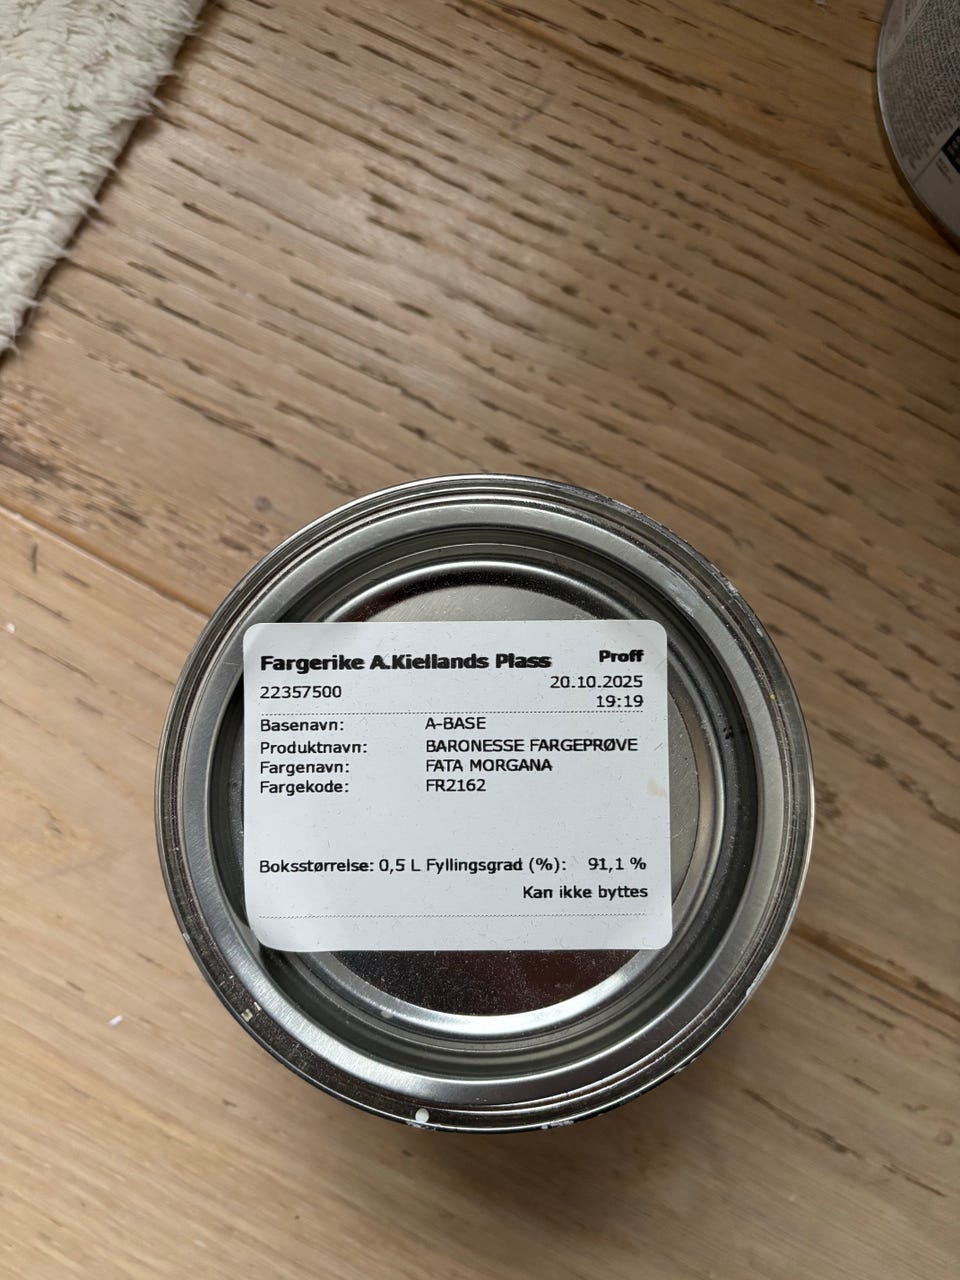 Fargerike A.Kiellands Plass Proff
22357500 20.10.2025
19:19
Basenavn: A-BASE
Produktnavn: BARONESSE FARGEPRØVE
Fargenavn: FATA MORGANA
Fargekode: FR2162
Boksstørrelse: 0,5 L Fyllingsgrad (%): 91,1 %
Kan ikke byttes